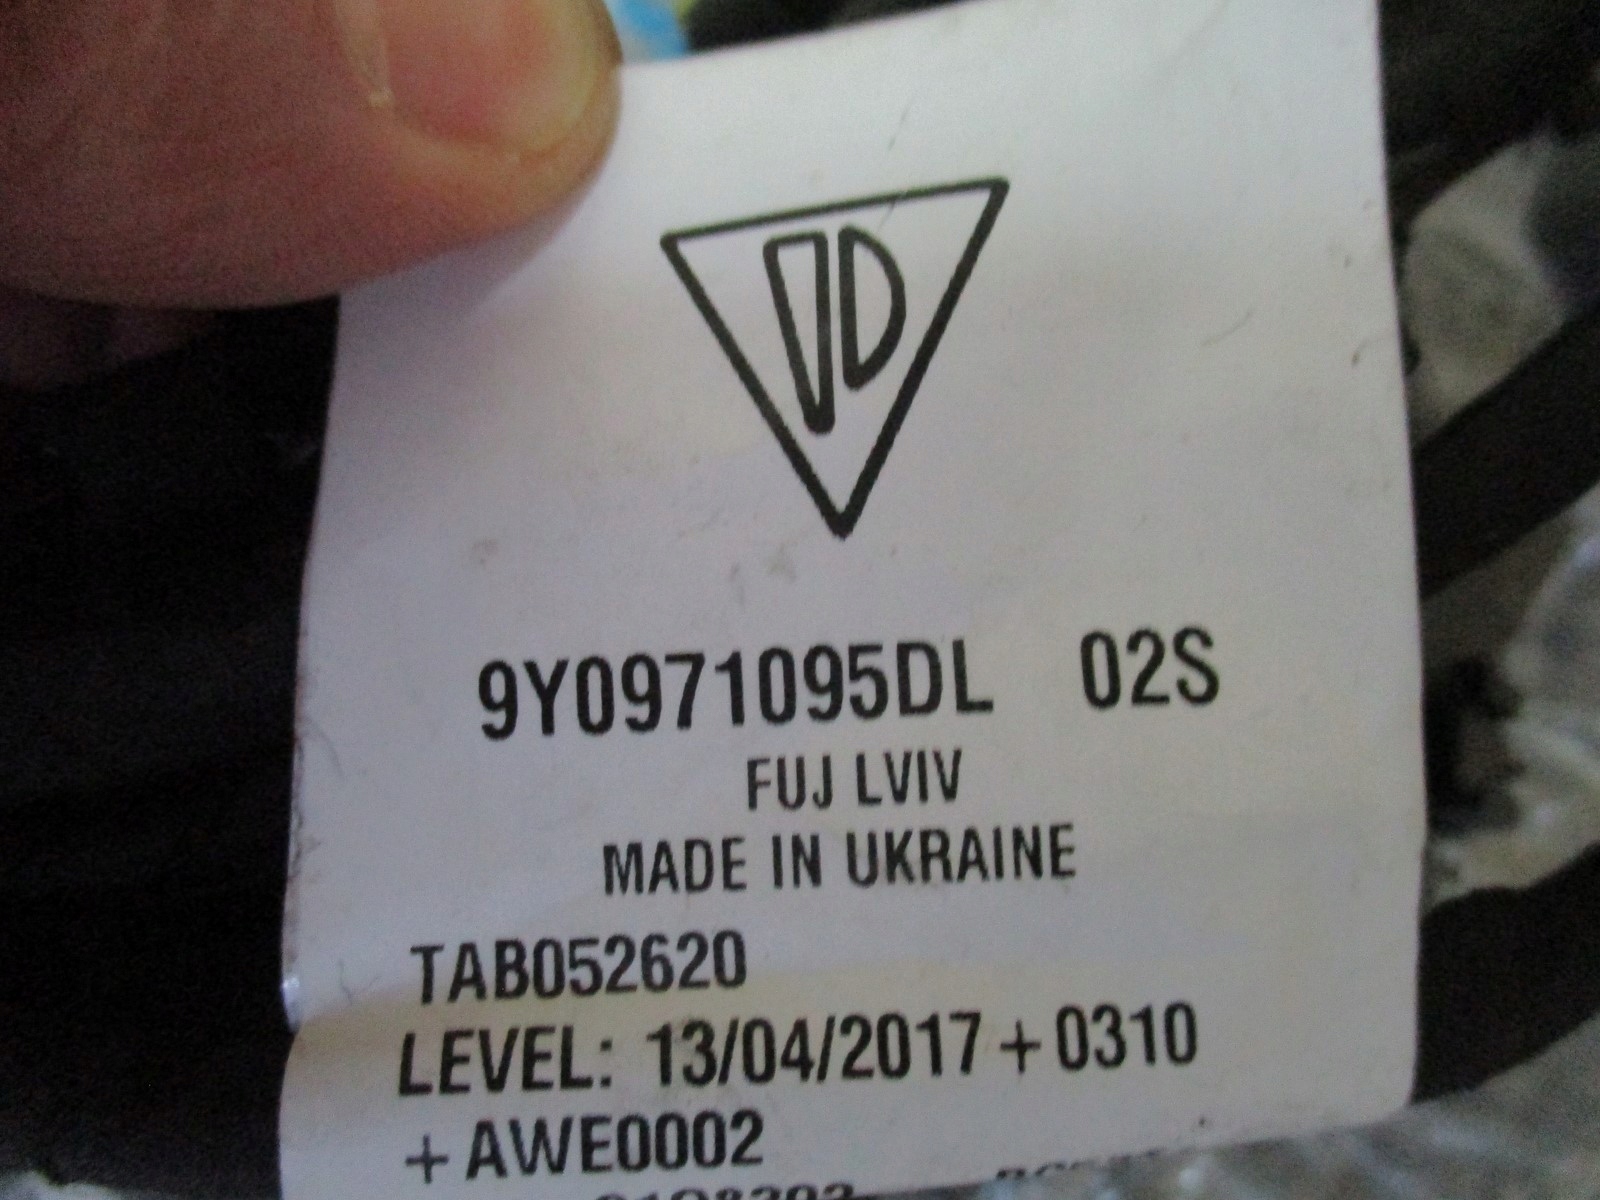 9Y0971095DL 02S
FUJ LVIV
MADE IN UKRAINE
TAB052620
LEVEL: 13/04/2017+0310
+AWE0002